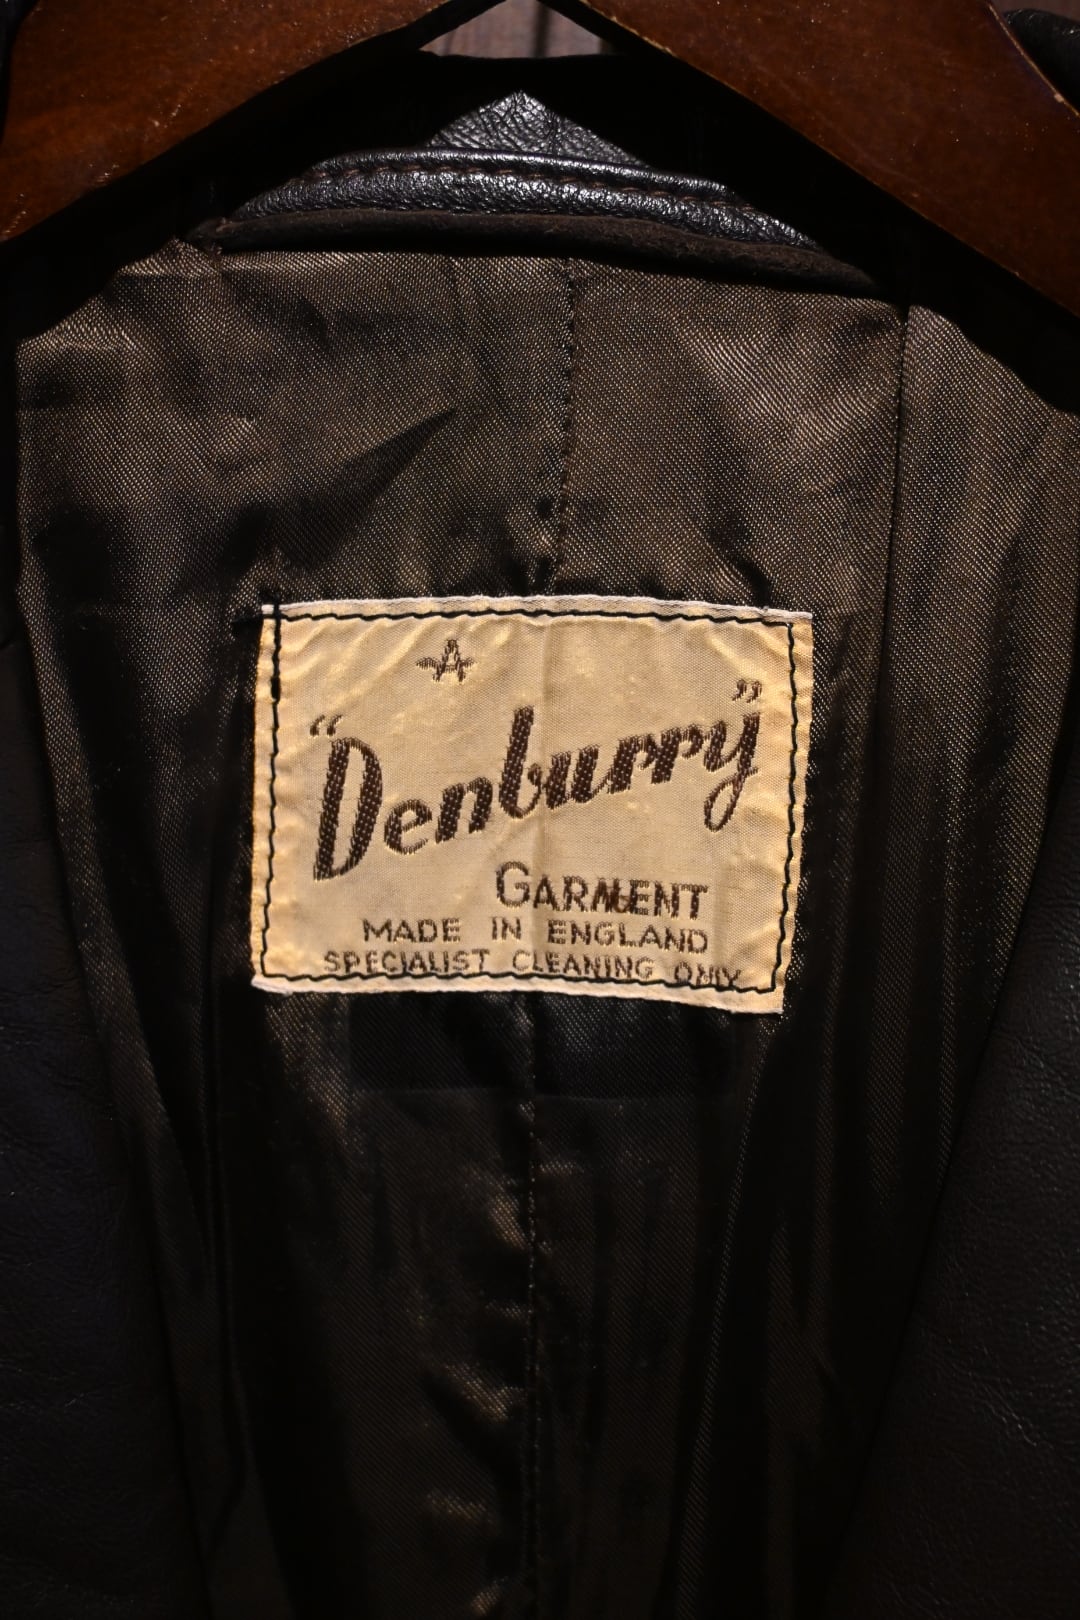 A
"Denburry"
GARMENT
MADE IN ENGLAND
SPECIALIST CLEANING ONLY